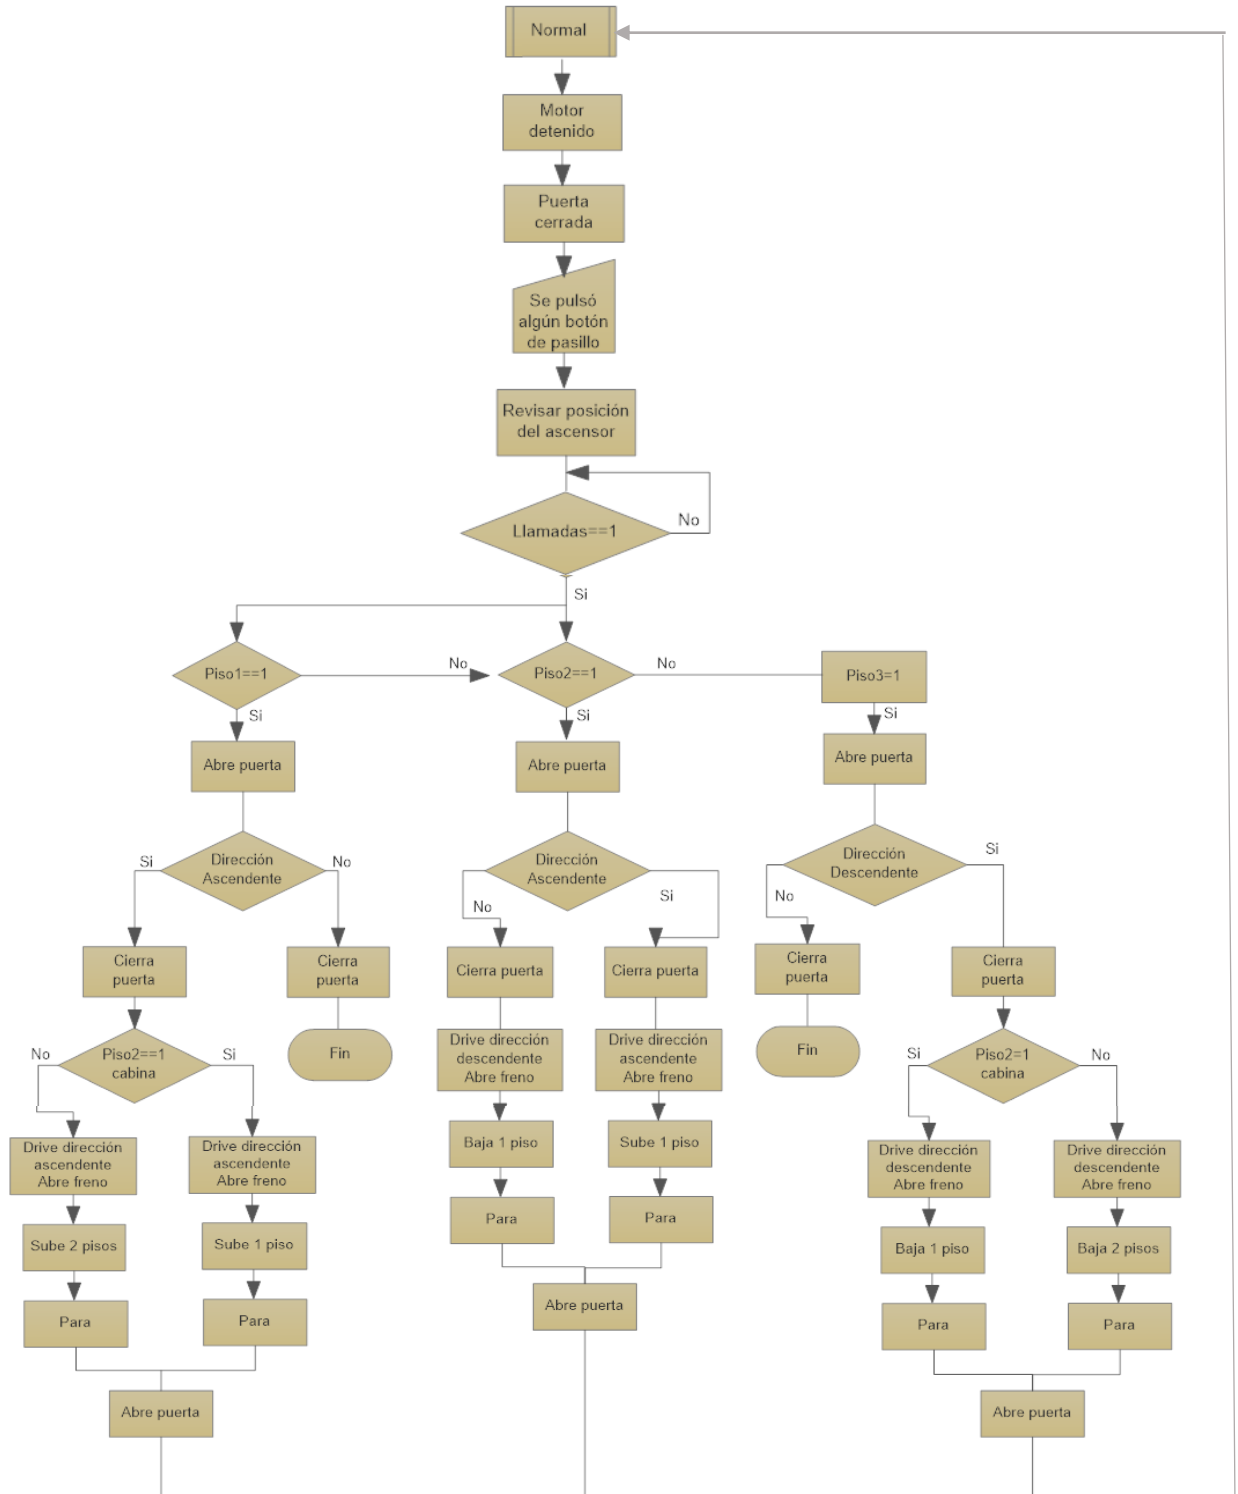 Normal
Motor
detenido
Puerta
cerrada
Se pulsó
algún botón
de pasillo
Revisar posición
del ascensor
Llamadas==1
No
Si
Piso1==1
No
Piso2==1
No
Piso3=1
Si
Si
Si
Abre puerta
Abre puerta
Abre puerta
Si
Dirección
Ascendente
No
Dirección
Ascendente
No
Si
Dirección
Descendente
No
Si
Cierra
puerta
Cierra
puerta
Cierra puerta
Cierra puerta
Cierra
puerta
Cierra
puerta
No
Piso2==1
cabina
Si
Fin
Drive dirección
descendente
Abre freno
Drive dirección
ascendente
Abre freno
Fin
Si
Piso2=1
cabina
No
Drive dirección
ascendente
Abre freno
Drive dirección
ascendente
Abre freno
Baja 1 piso
Sube 1 piso
Drive dirección
descendente
Abre freno
Drive dirección
descendente
Abre freno
Sube 2 pisos
Sube 1 piso
Para
Para
Baja 1 piso
Baja 2 pisos
Para
Para
Abre puerta
Para
Para
Abre puerta
Abre puerta